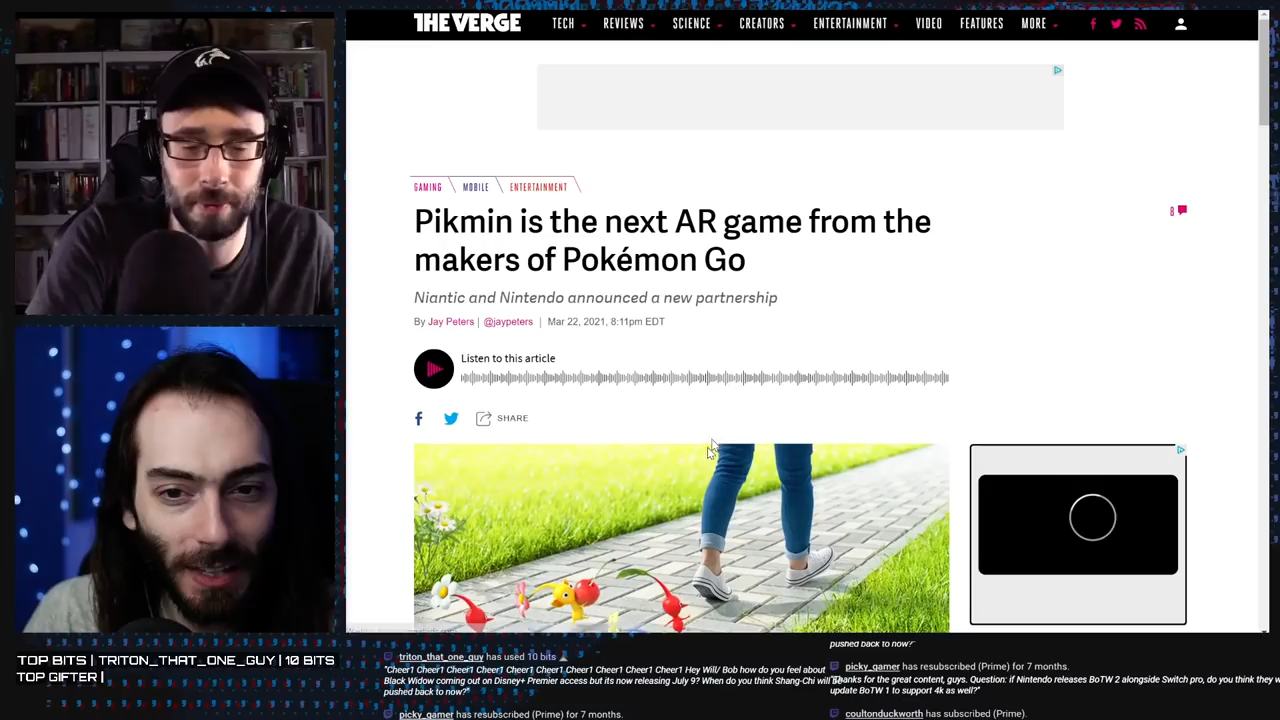 THE VERGE
TECH REVIEWS SCIENCE CREATORS ENTERTAINMENT VIDEO FEATURES MORE
GAMING MOBILE ENTERTAINMENT
Pikmin is the next AR game from the
makers of Pokémon Go
8
Niantic and Nintendo announced a new partnership
By Jay Peters | @jaypeters | Mar 22, 2021, 8:11pm EDT
Listen to this article
SHARE
TOP BITS | TRITON_THAT_ONE_GUY | 10 BITS
TOP GIFTER |
triton_that_one_guy has used 10 bits
"Cheer1 Cheer1 Cheer1 Cheer1 Cheer1 Cheer1 Cheer1 Cheer1 Cheer1 Cheer1 Hey Will/ Bob how do you feel about
Black Widow coming out on Disney+ Premier access but its now releasing July 9? When do you think Shang-Chi will be
pushed back to now?"
picky_gamer has resubscribed (Prime) for 7 months.
pushed back to now?"
picky_gamer has resubscribed (Prime) for 7 months.
"Thanks for the great content, guys. Question: if Nintendo releases BoTW 2 alongside Switch pro, do you think they w
update BoTW 1 to support 4k as well?"
coultonduckworth has subscribed (Prime).